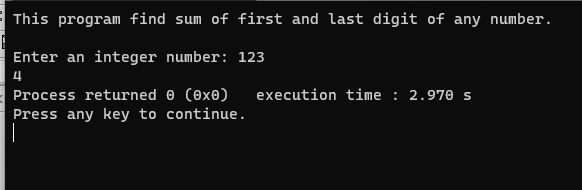 This program find sum of first and last digit of any number.
Enter an integer number: 123
4
Process returned 0 (0x0)   execution time : 2.970 s
Press any key to continue.